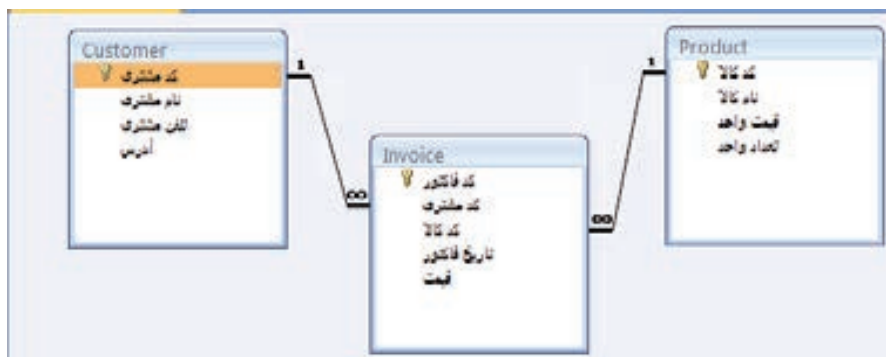 Customer
کد مشتری
نام مشتری
تلفن مشتری
آدرس
1
∞
Invoice
کد فاکتور
کد مشتری
کد کالا
تاریخ فاکتور
قیمت
Product
کد کالا
نام کالا
قیمت واحد
تعداد واحد
1
∞